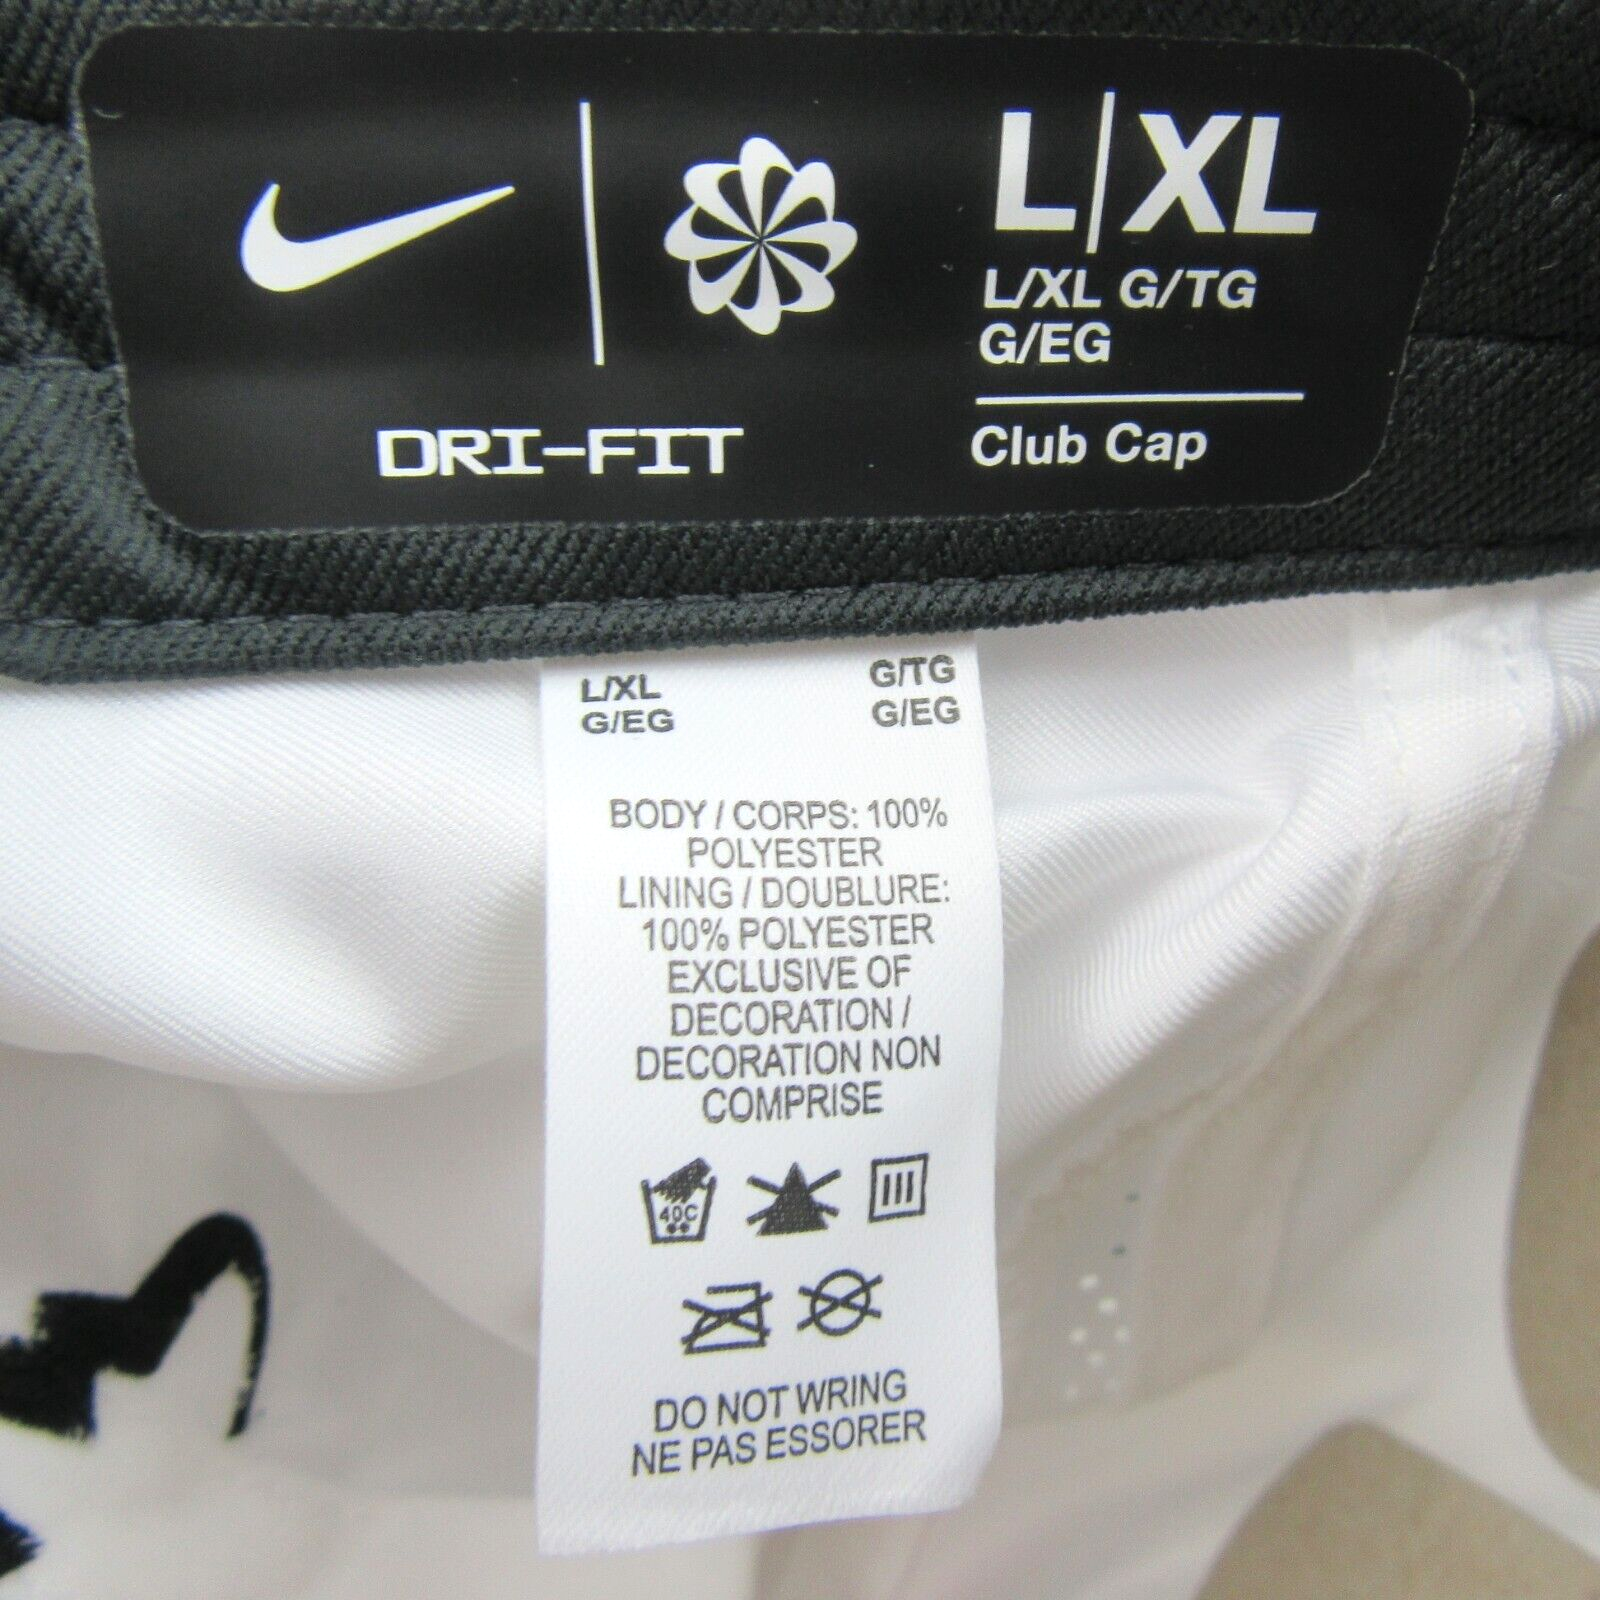 L|XL
L/XL G/TG
G/EG
Club Cap
DRI-FIT
L/XL G/TG
G/EG G/EG
BODY / CORPS: 100%
POLYESTER
LINING / DOUBLURE:
100% POLYESTER
EXCLUSIVE OF
DECORATION /
DECORATION NON
COMPRISE
40C
DO NOT WRING
NE PAS ESSORER